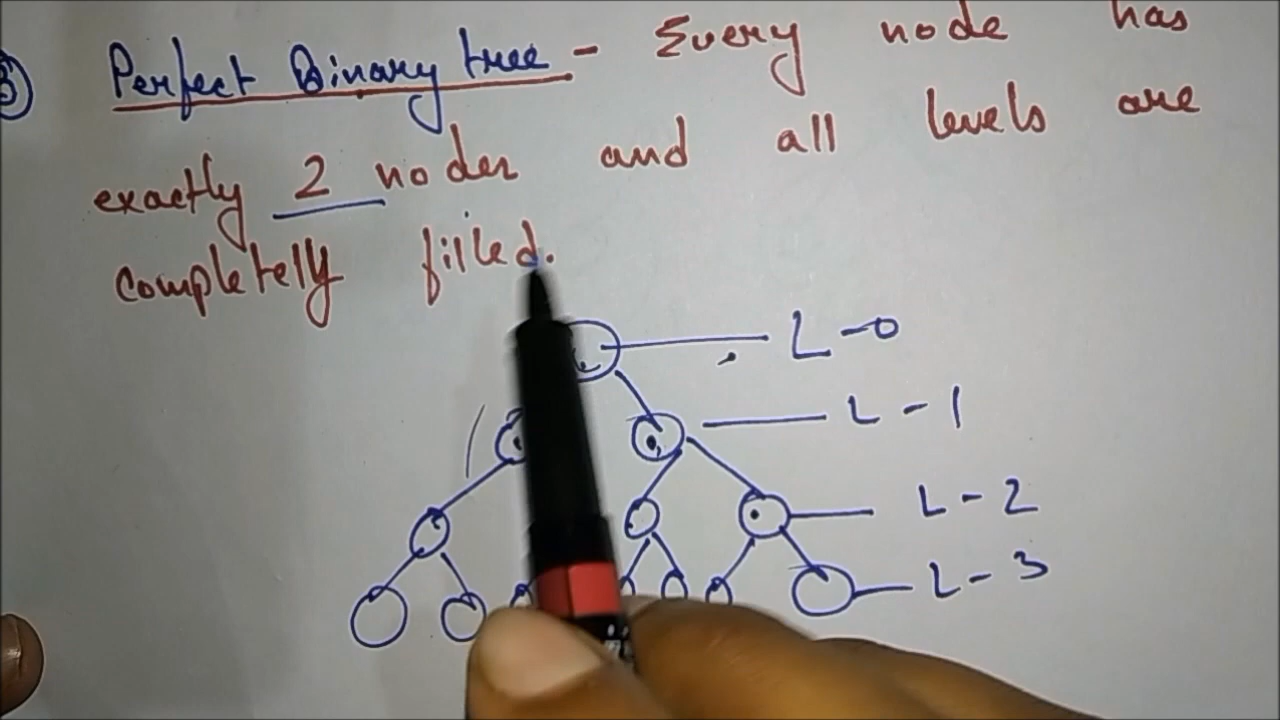 3) Perfect Binary tree - Every node has
exactly 2 nodes and all levels are
completely filled.
L - 0
L - 1
L - 2
L - 3